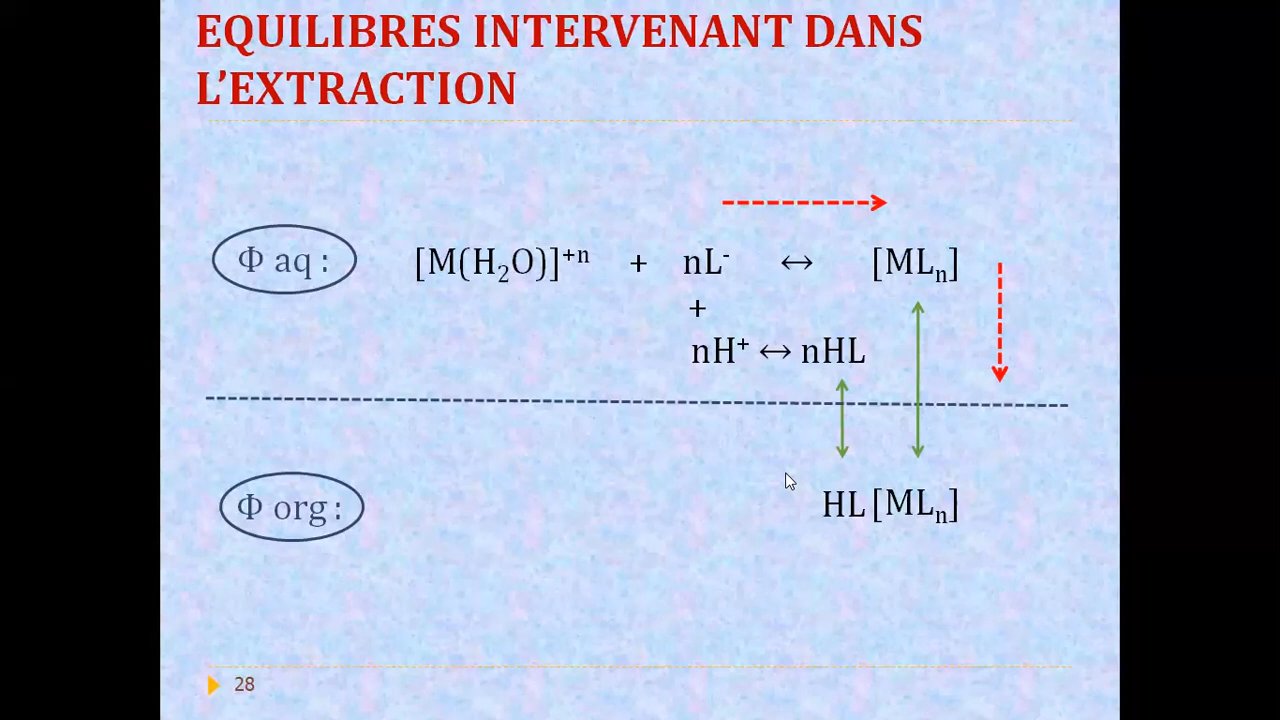 EQUILIBRES INTERVENANT DANS
L’EXTRACTION
Φ aq : [M(H₂O)]⁺ⁿ + nL⁻ ↔ [MLₙ]
+
nH⁺ ↔ nHL
Φ org : HL [MLₙ]
28